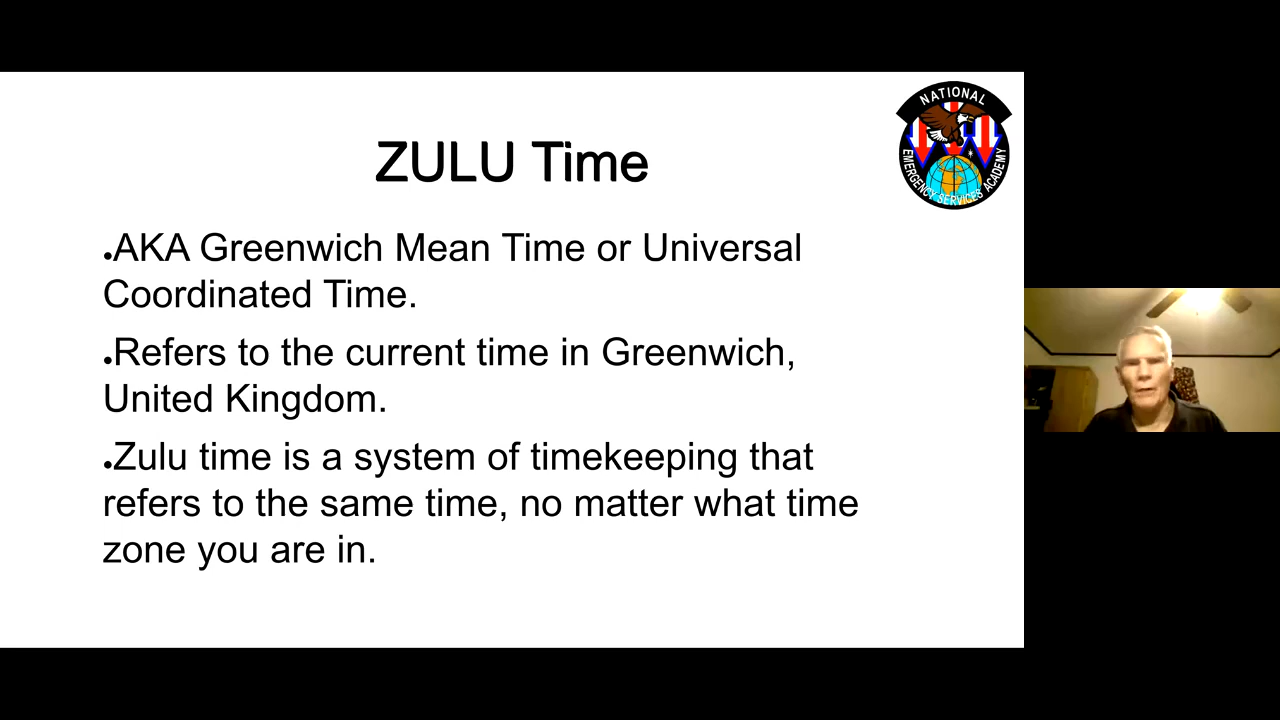 ZULU Time
•AKA Greenwich Mean Time or Universal
Coordinated Time.
•Refers to the current time in Greenwich,
United Kingdom.
•Zulu time is a system of timekeeping that
refers to the same time, no matter what time
zone you are in.
NATIONAL
EMERGENCY SERVICES ACADEMY